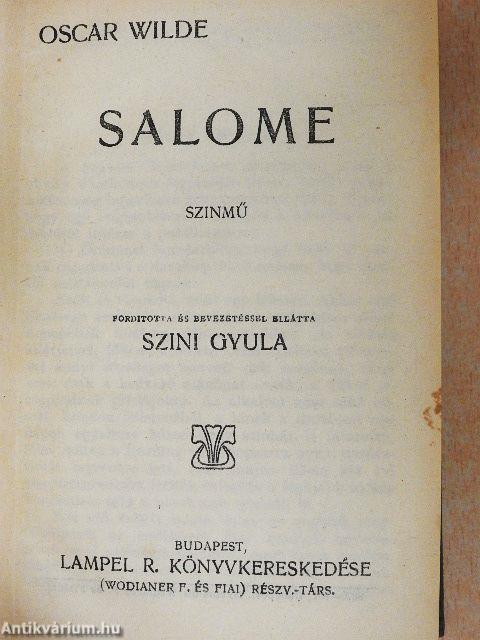 OSCAR WILDE
SALOME
SZINMŰ
FORDITOTTA ÉS BEVEZETÉSSEL ELLÁTTA
SZINI GYULA
BUDAPEST,
LAMPEL R. KÖNYVKERESKEDÉSE
(WODIANER F. ÉS FIAI) RÉSZV.-TÁRS.
Antikvárium.hu